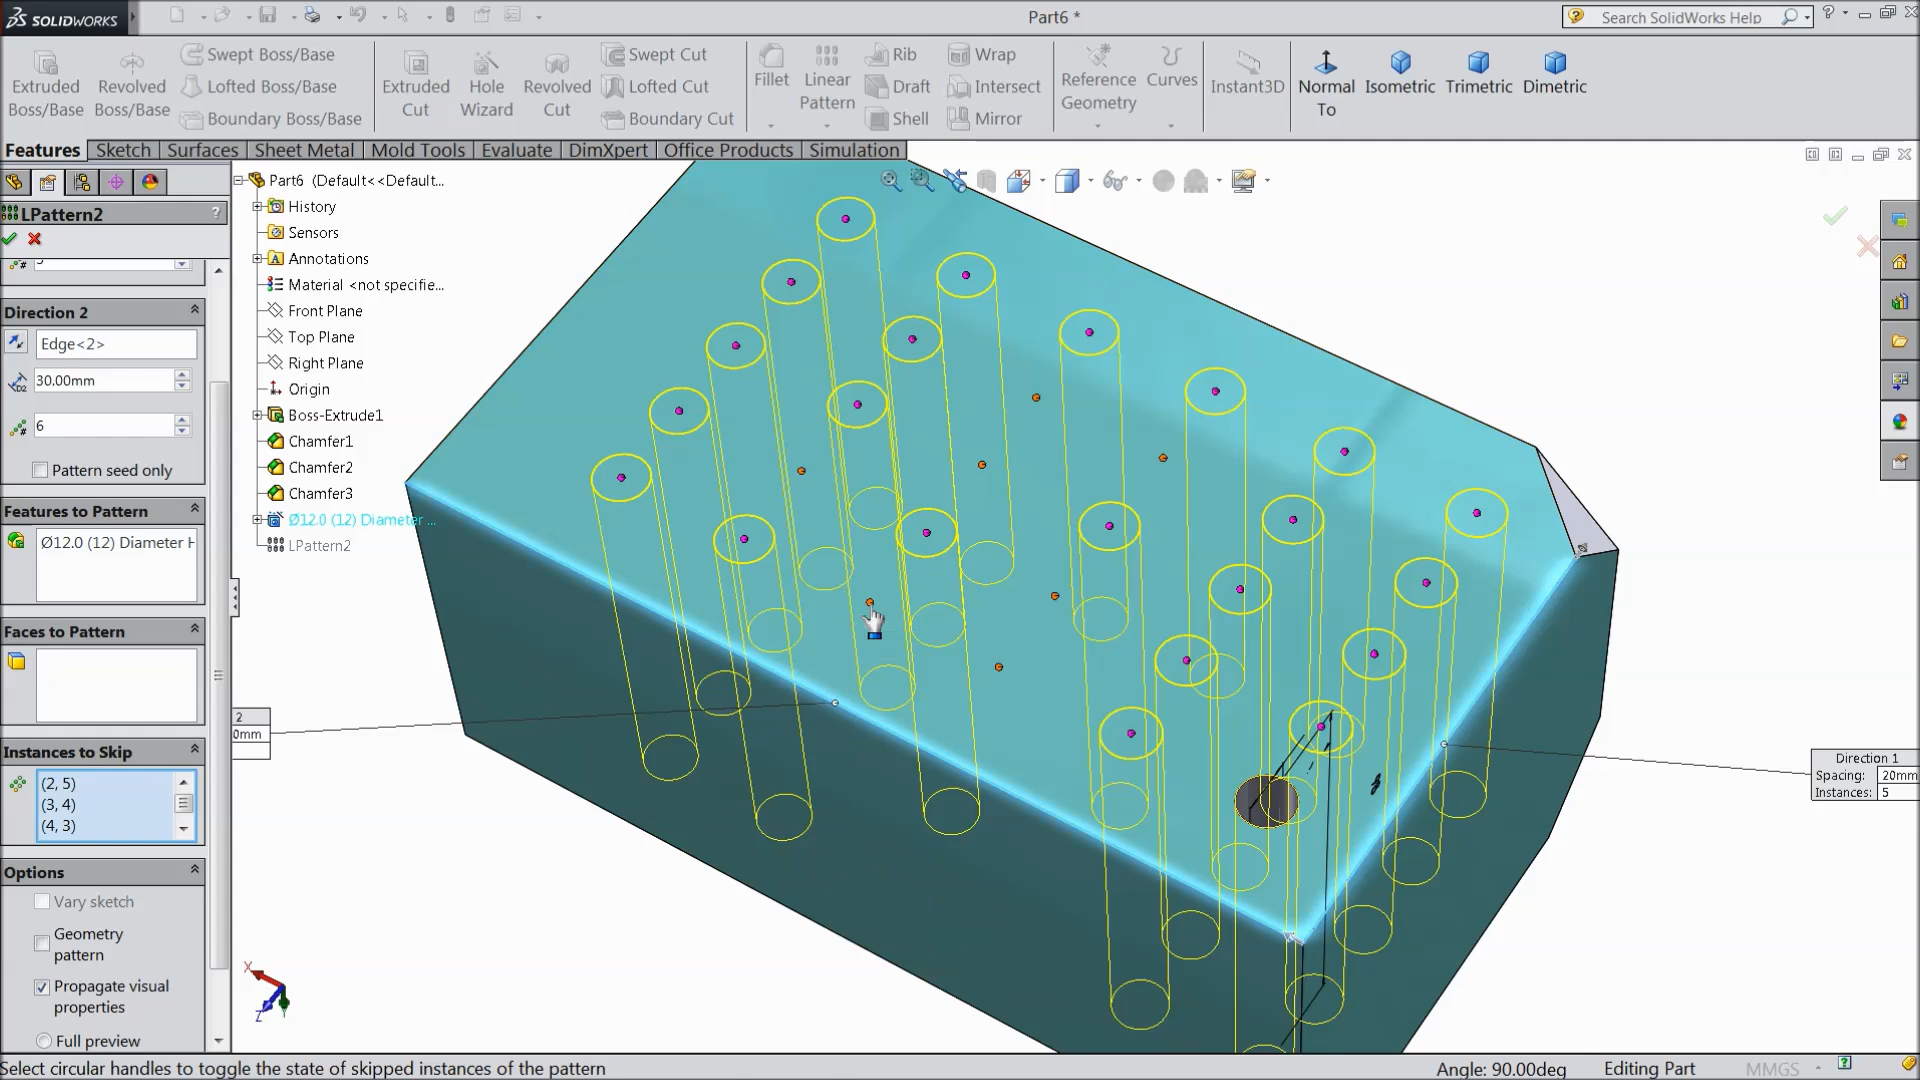 SOLIDWORKS
Part6 *
Search SolidWorks Help
Extruded Boss/Base
Revolved Boss/Base
Swept Boss/Base
Lofted Boss/Base
Boundary Boss/Base
Extruded Cut
Hole Wizard
Revolved Cut
Swept Cut
Lofted Cut
Boundary Cut
Fillet
Linear Pattern
Rib
Draft
Shell
Wrap
Intersect
Mirror
Reference Geometry
Curves
Instant3D
Normal To
Isometric
Trimetric
Dimetric
Features
Sketch
Surfaces
Sheet Metal
Mold Tools
Evaluate
DimXpert
Office Products
Simulation
LPattern2
?
Direction 2
Edge<2>
30.00mm
6
Pattern seed only
Features to Pattern
Ø12.0 (12) Diameter H
Faces to Pattern
Instances to Skip
(2, 5)
(3, 4)
(4, 3)
Options
Vary sketch
Geometry pattern
Propagate visual properties
Full preview
Part6 (Default<<Default...
History
Sensors
Annotations
Material <not specifie...
Front Plane
Top Plane
Right Plane
Origin
Boss-Extrude1
Chamfer1
Chamfer2
Chamfer3
Ø12.0 (12) Diameter ...
LPattern2
2
0mm
Direction 1
Spacing: 20mm
Instances: 5
X
Z
Select circular handles to toggle the state of skipped instances of the pattern
Angle: 90.00deg
Editing Part
MMGS